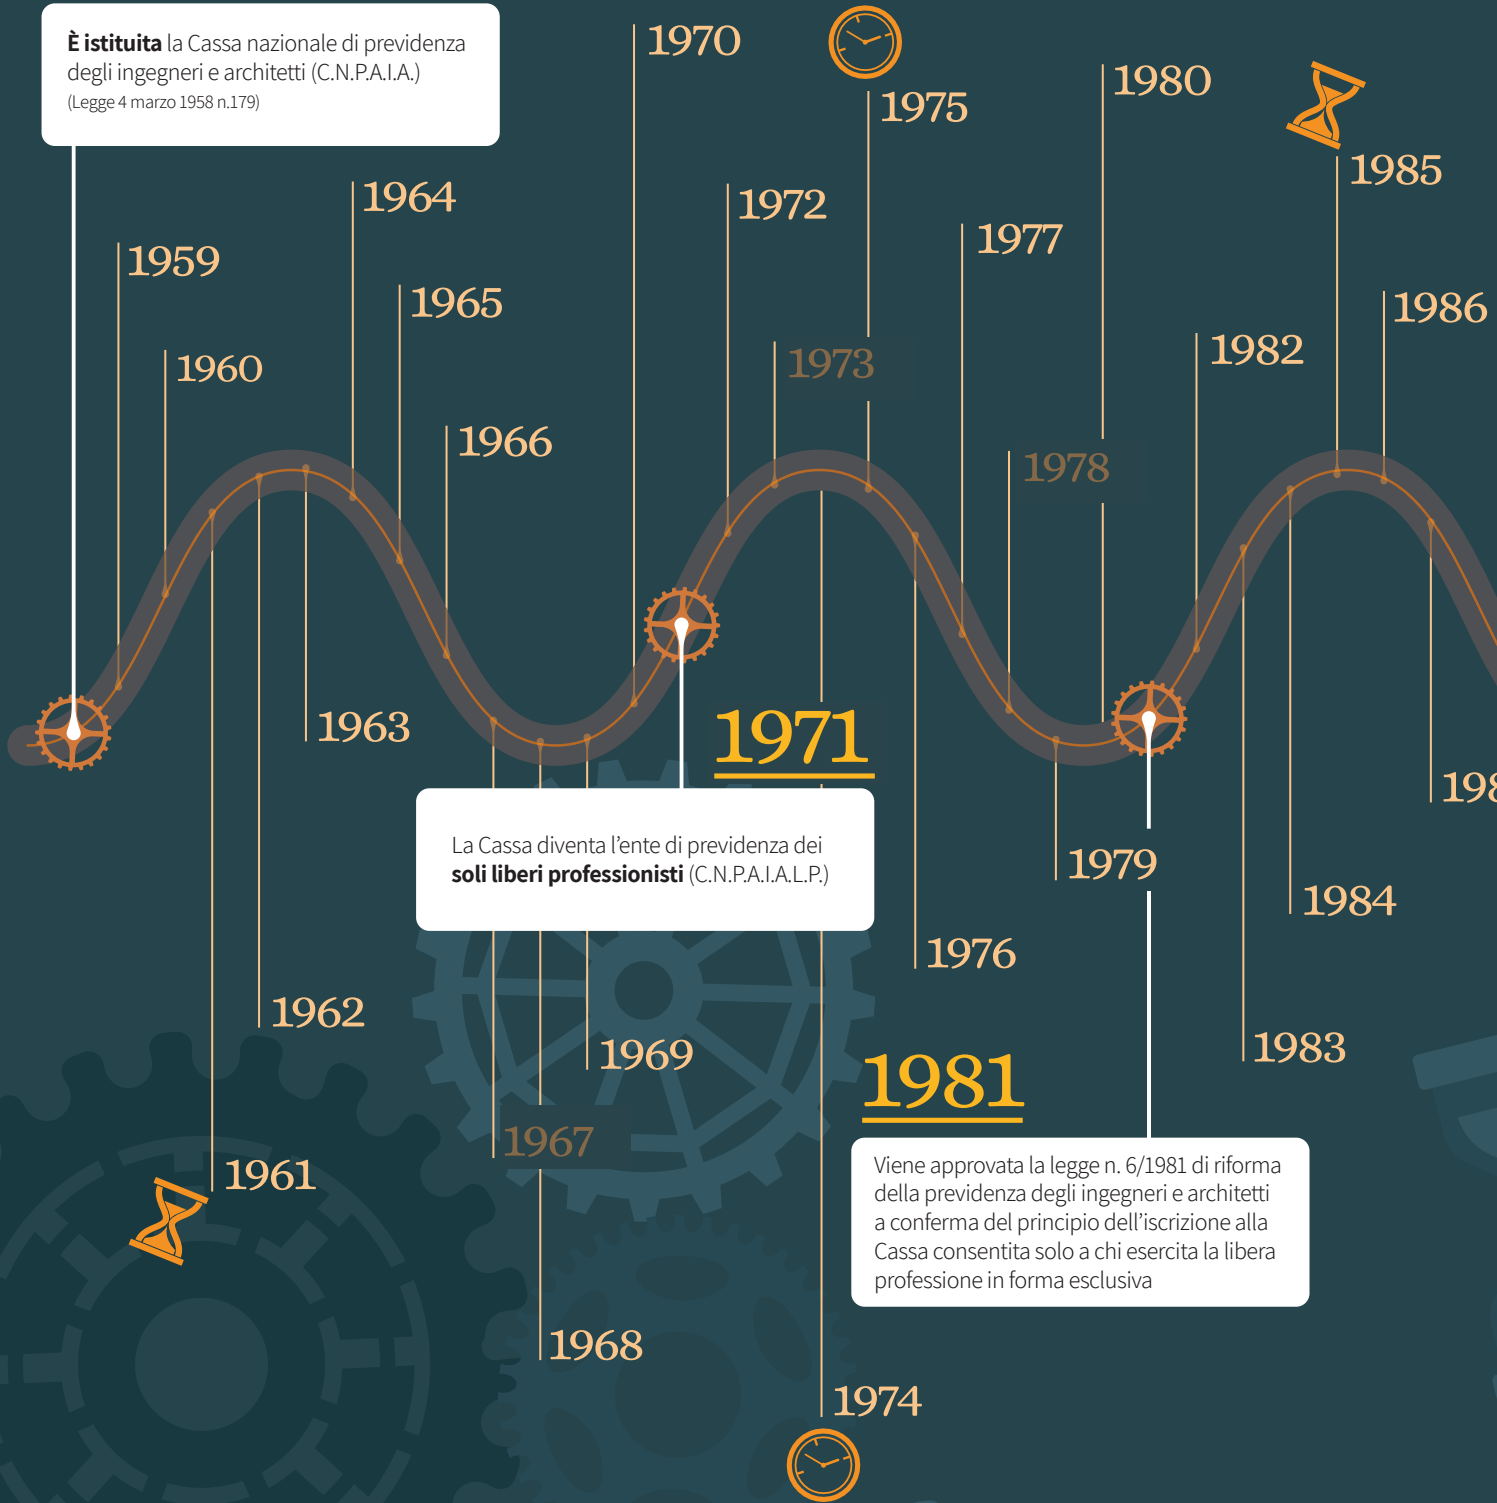 È istituita la Cassa nazionale di previdenza
degli ingegneri e architetti (C.N.P.A.I.A.)
(Legge 4 marzo 1958 n.179)
1959
1960
1961
1962
1963
1964
1965
1966
1967
1968
1969
1970
1971
La Cassa diventa l'ente di previdenza dei
soli liberi professionisti (C.N.P.A.I.A.L.P.)
1972
1973
1974
1975
1976
1977
1978
1979
1980
1981
Viene approvata la legge n. 6/1981 di riforma
della previdenza degli ingegneri e architetti
a conferma del principio dell'iscrizione alla
Cassa consentita solo a chi esercita la libera
professione in forma esclusiva
1982
1983
1984
1985
1986